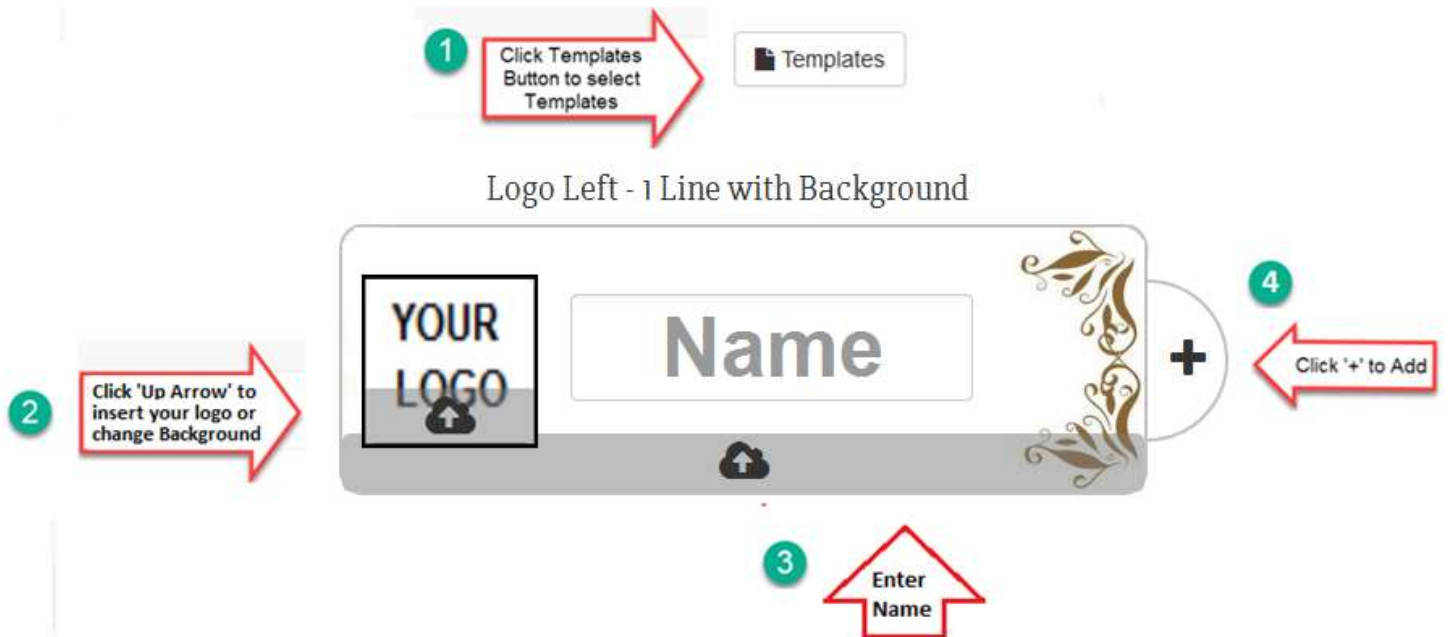 1
Click Templates
Button to select
Templates
Templates
Logo Left - 1 Line with Background
YOUR
LOGO
Name
4
Click '+' to Add
2
Click 'Up Arrow' to
insert your logo or
change Background
3
Enter
Name